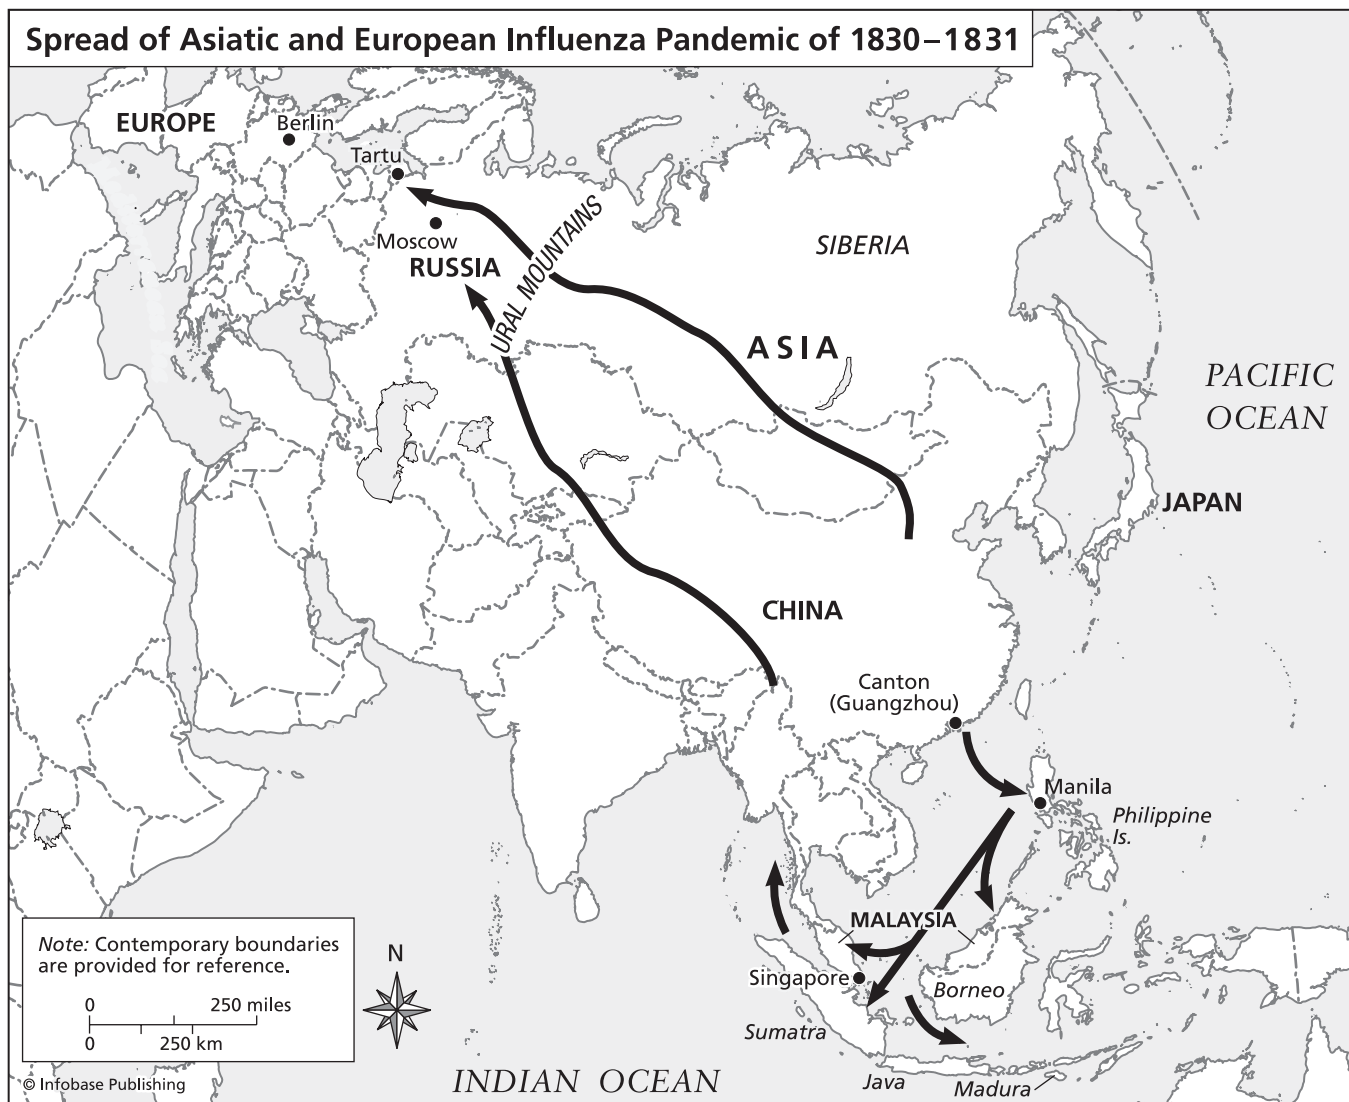 Spread of Asiatic and European Influenza Pandemic of 1830–1831
EUROPE
Berlin
Tartu
Moscow
RUSSIA
URAL MOUNTAINS
SIBERIA
ASIA
PACIFIC
OCEAN
JAPAN
CHINA
Canton
(Guangzhou)
Manila
Philippine
Is.
MALAYSIA
Singapore
Borneo
Sumatra
Java
Madura
INDIAN OCEAN
Note: Contemporary boundaries
are provided for reference.
0 250 miles
0 250 km
N
© Infobase Publishing